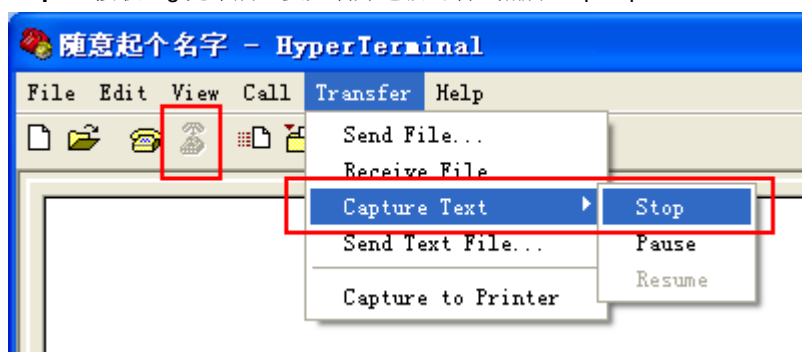 随意起个名字 - HyperTerminal
File Edit View Call Transfer Help
Send File...
Receive File
Capture Text
Stop
Send Text File...
Pause
Resume
Capture to Printer